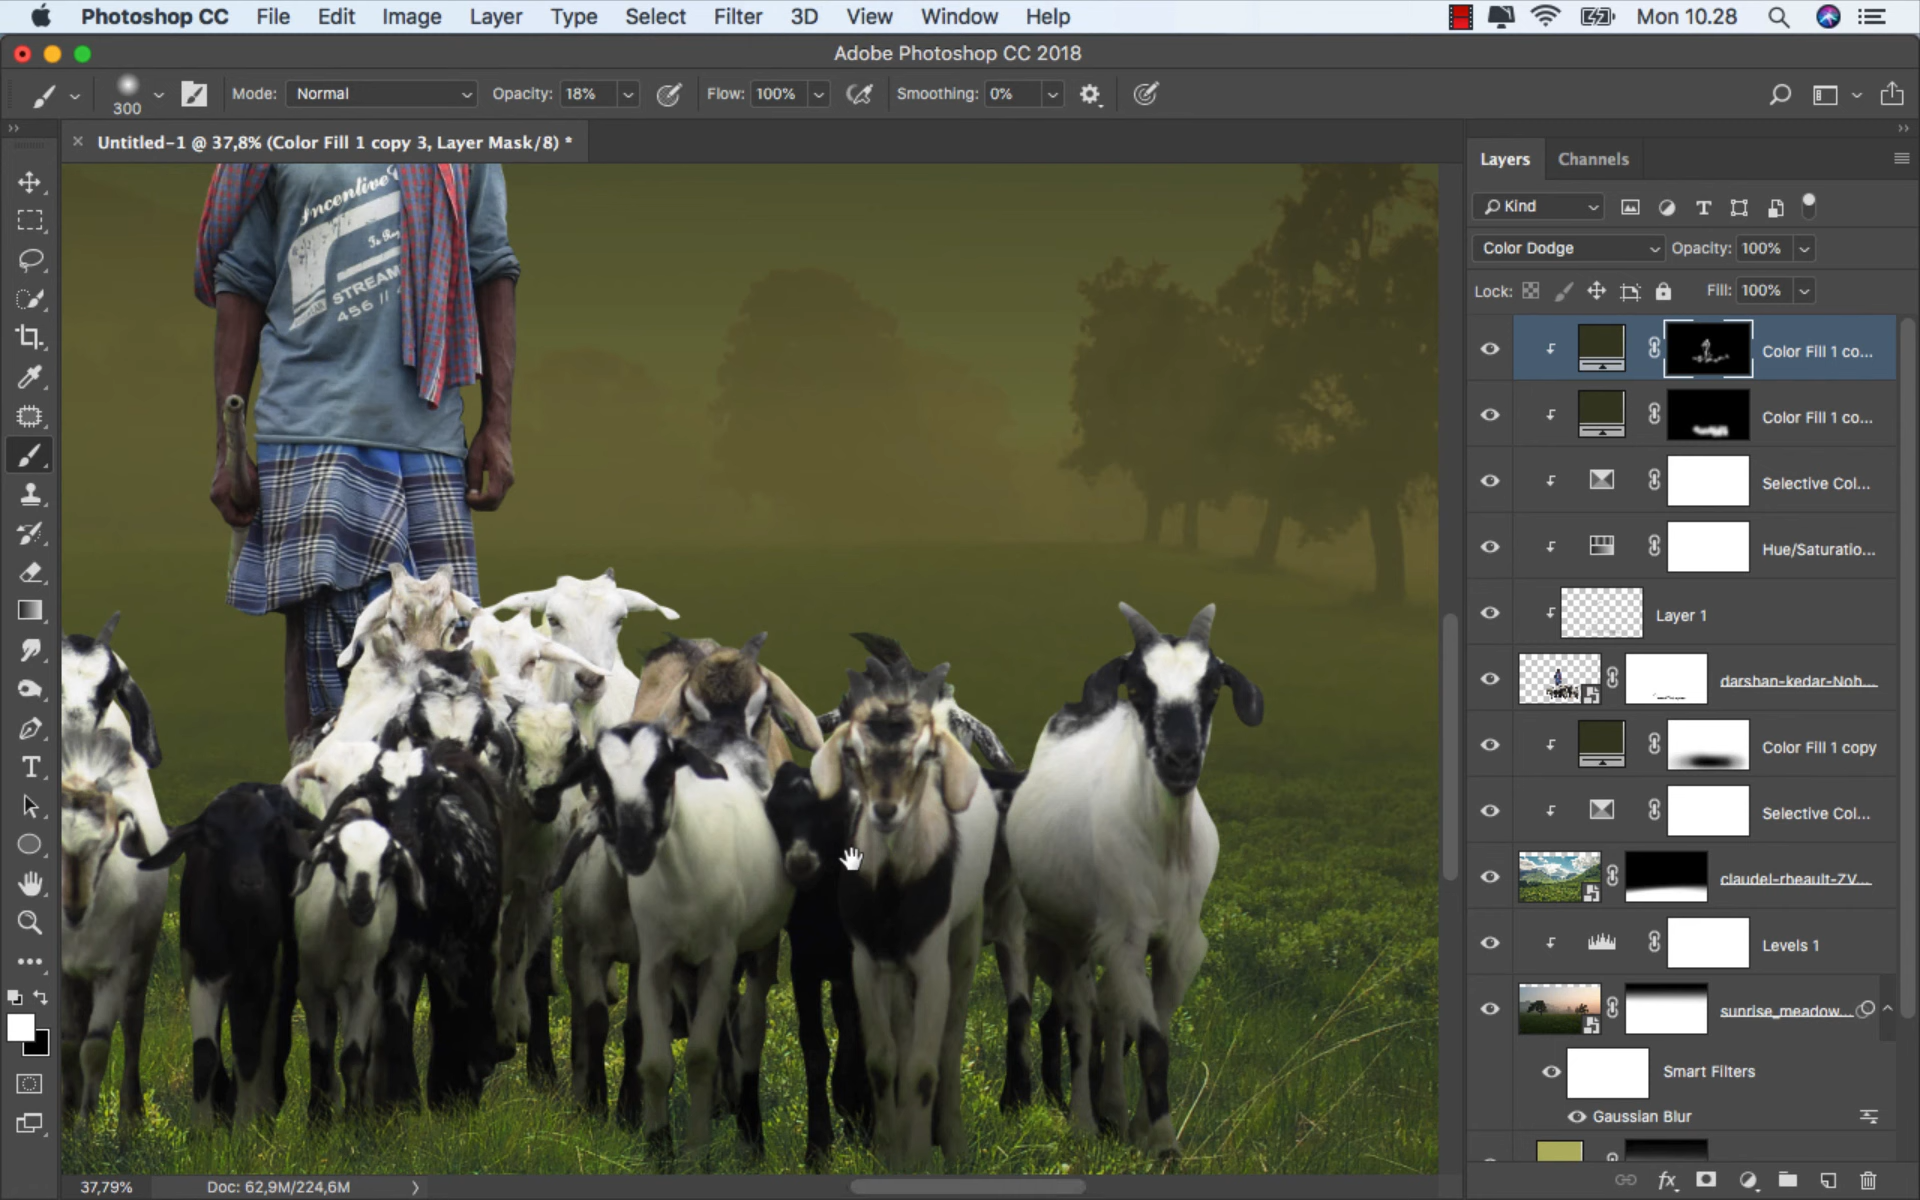 Photoshop CC File Edit Image Layer Type Select Filter 3D View Window Help Mon 10.28
Adobe Photoshop CC 2018
300 Mode: Normal Opacity: 18% Flow: 100% Smoothing: 0%
Untitled-1 @ 37,8% (Color Fill 1 copy 3, Layer Mask/8) *
Layers Channels
Kind
Color Dodge Opacity: 100%
Lock: Fill: 100%
Color Fill 1 co...
Color Fill 1 co...
Selective Col...
Hue/Saturatio...
Layer 1
darshan-kedar-Noh...
Color Fill 1 copy
Selective Col...
claudel-rheault-ZV...
Levels 1
sunrise_meadow...
Smart Filters
Gaussian Blur
Incentive
STREAM
456 //
37,79% Doc: 62,9M/224,6M